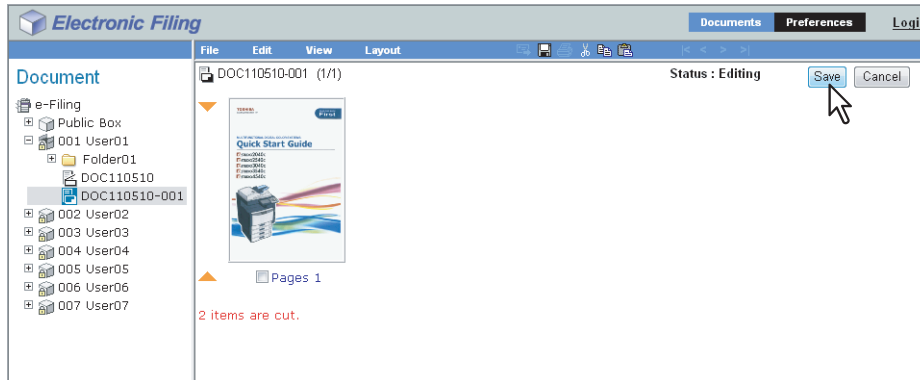 Electronic Filing
Documents Preferences Logi
File Edit View Layout
Document
e-Filing
Public Box
001 User01
Folder01
DOC110510
DOC110510-001
002 User02
003 User03
004 User04
005 User05
006 User06
007 User07
DOC110510-001 (1/1)
Status : Editing
Save Cancel
TOSHIBA
First
Quick Start Guide
Pages 1
2 items are cut.